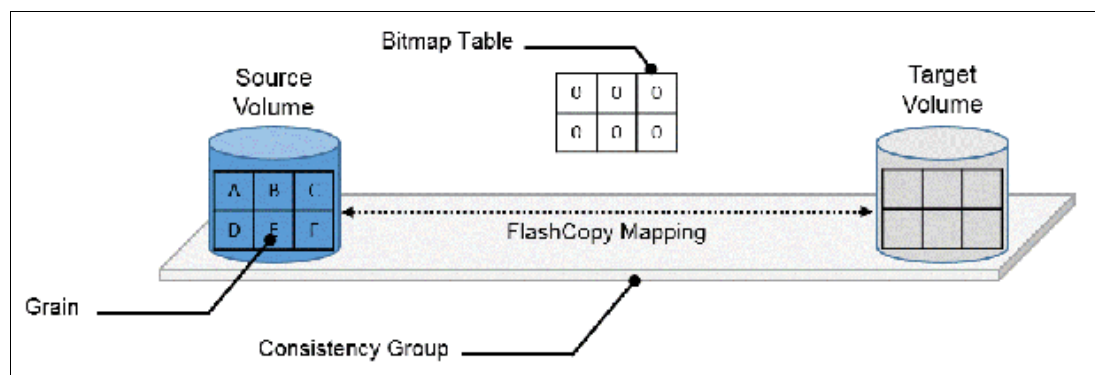 Bitmap Table
Source
Volume
Target
Volume
0 0 0
0 0 0
A B C
D E F
FlashCopy Mapping
Grain
Consistency Group